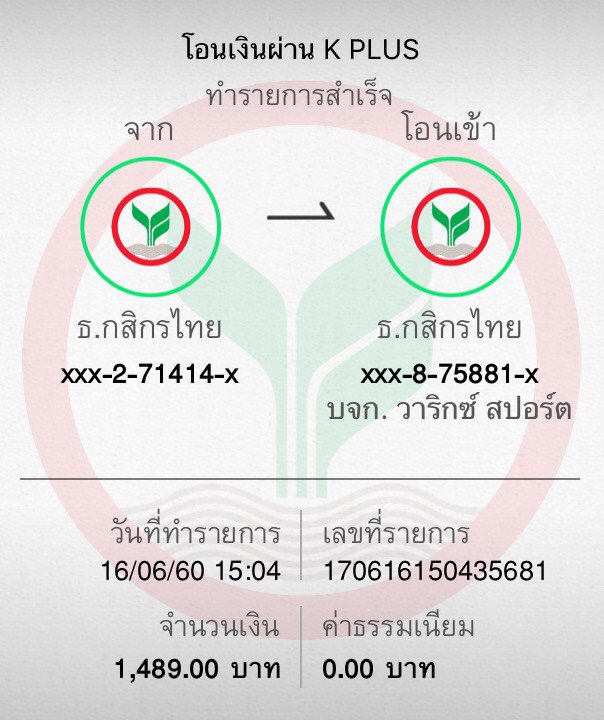 โอนเงินผ่าน K PLUS
ทำรายการสำเร็จ
จาก
โอนเข้า
ธ.กสิกรไทย
ธ.กสิกรไทย
xxx-2-71414-x
xxx-8-75881-x
บจก. วาริกซ์ สปอร์ต
วันที่ทำรายการ
เลขที่รายการ
16/06/60 15:04
170616150435681
จำนวนเงิน
ค่าธรรมเนียม
1,489.00 บาท
0.00 บาท